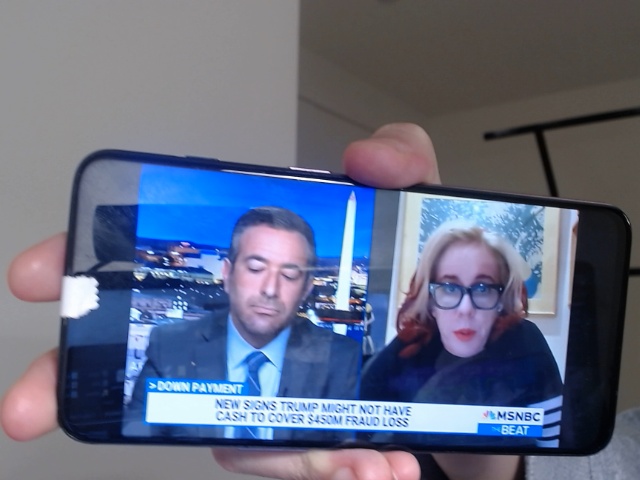 >DOWN PAYMENT
NEW SIGNS TRUMP MIGHT NOT HAVE
CASH TO COVER $450M FRAUD LOSS
MSNBC
THE BEAT